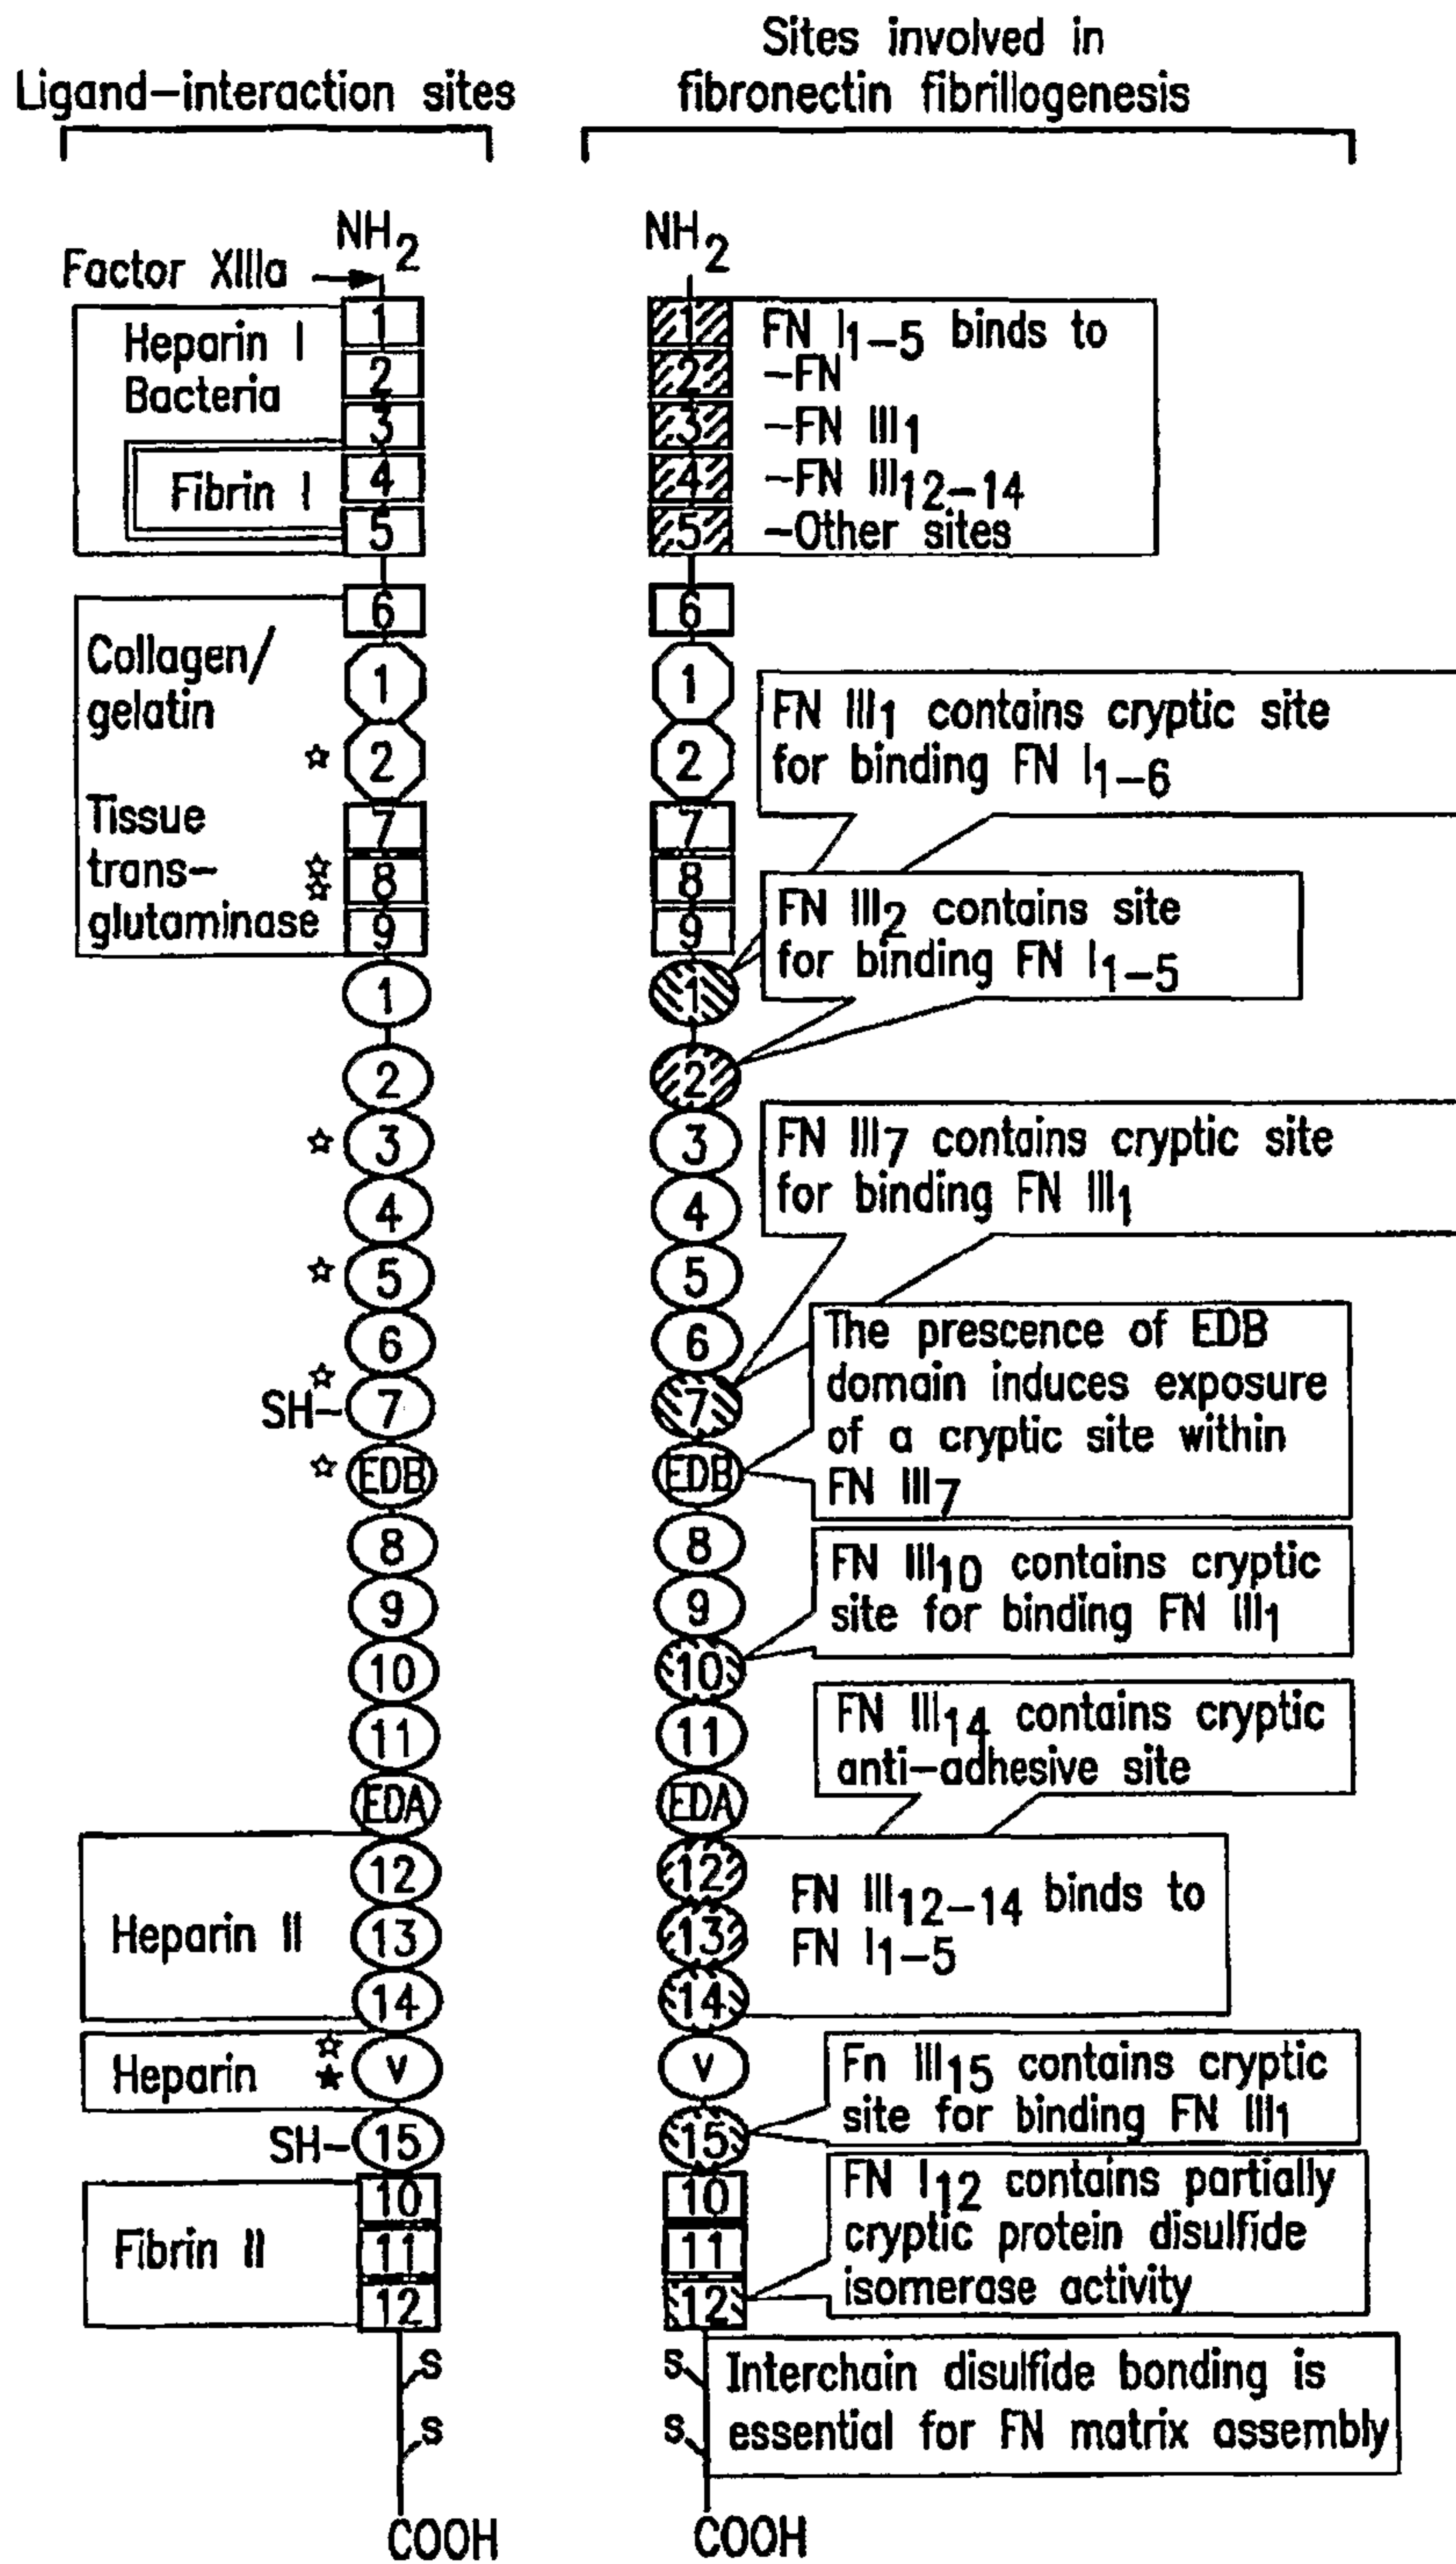 Sites involved in
fibronectin fibrillogenesis
Ligand-interaction sites
NH2
Factor XIIIa
Heparin I
Bacteria
Fibrin I
1
2
3
4
5
Collagen/
gelatin
Tissue
trans-
glutaminase
6
1
☆ 2
7
☆☆ 8
9
1
2
☆ 3
4
☆ 5
6
☆
SH- 7
☆ EDB
8
9
10
11
EDA
Heparin II
12
13
14
Heparin ☆★ V
SH- 15
Fibrin II
10
11
12
S
S
COOH
NH2
1
2
3
4
5
FN I1-5 binds to
-FN
-FN III1
-FN III12-14
-Other sites
6
1
2
7
8
9
FN III1 contains cryptic site
for binding FN I1-6
FN III2 contains site
for binding FN I1-5
1
2
3
4
5
6
7
EDB
FN III7 contains cryptic site
for binding FN III1
The prescence of EDB
domain induces exposure
of a cryptic site within
FN III7
8
9
10
11
EDA
FN III10 contains cryptic
site for binding FN III1
FN III14 contains cryptic
anti-adhesive site
12
13
14
FN III12-14 binds to
FN I1-5
V
15
Fn III15 contains cryptic
site for binding FN III1
10
11
12
FN I12 contains partially
cryptic protein disulfide
isomerase activity
S
S
Interchain disulfide bonding is
essential for FN matrix assembly
COOH